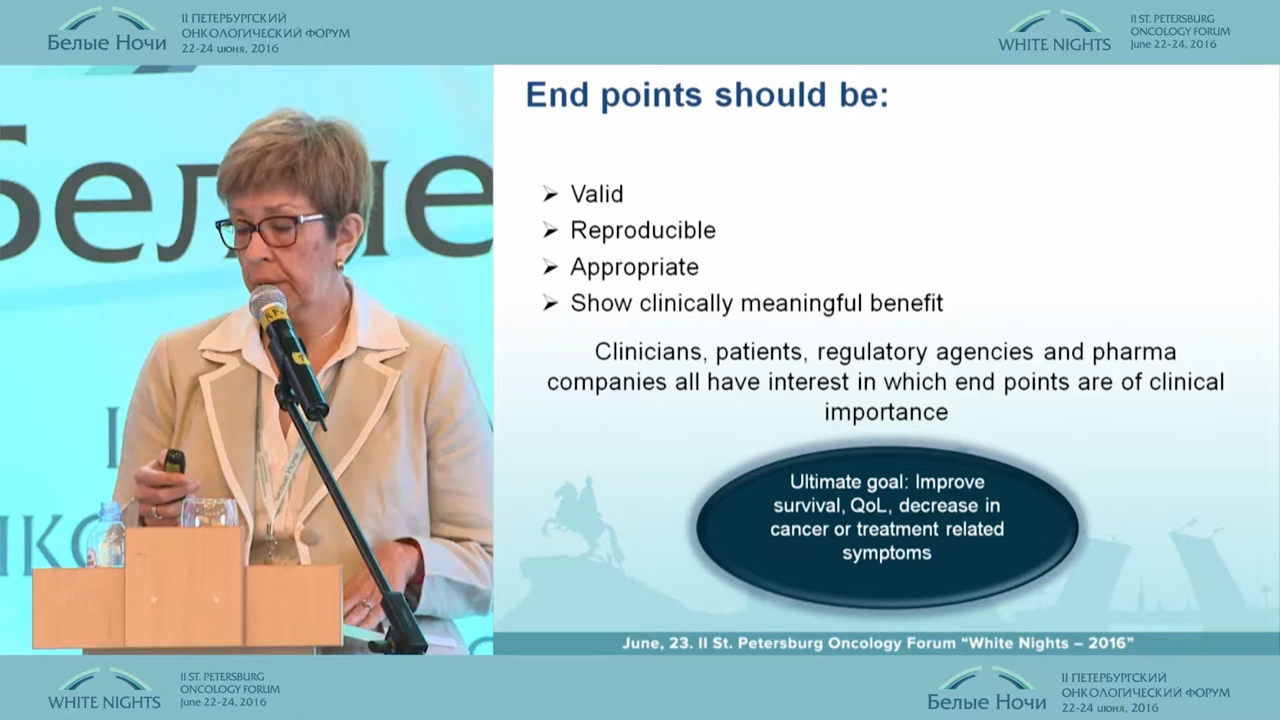 Белые Ночи
II ПЕТЕРБУРГСКИЙ
ОНКОЛОГИЧЕСКИЙ ФОРУМ
22-24 июня, 2016
WHITE NIGHTS
II ST. PETERSBURG
ONCOLOGY FORUM
June 22-24, 2016
End points should be:
Valid
Reproducible
Appropriate
Show clinically meaningful benefit
Clinicians, patients, regulatory agencies and pharma
companies all have interest in which end points are of clinical
importance
Ultimate goal: Improve
survival, QoL, decrease in
cancer or treatment related
symptoms
June, 23. II St. Petersburg Oncology Forum “White Nights – 2016”
WHITE NIGHTS
II ST. PETERSBURG
ONCOLOGY FORUM
June 22-24, 2016
Белые Ночи
II ПЕТЕРБУРГСКИЙ
ОНКОЛОГИЧЕСКИЙ ФОРУМ
22-24 июня, 2016